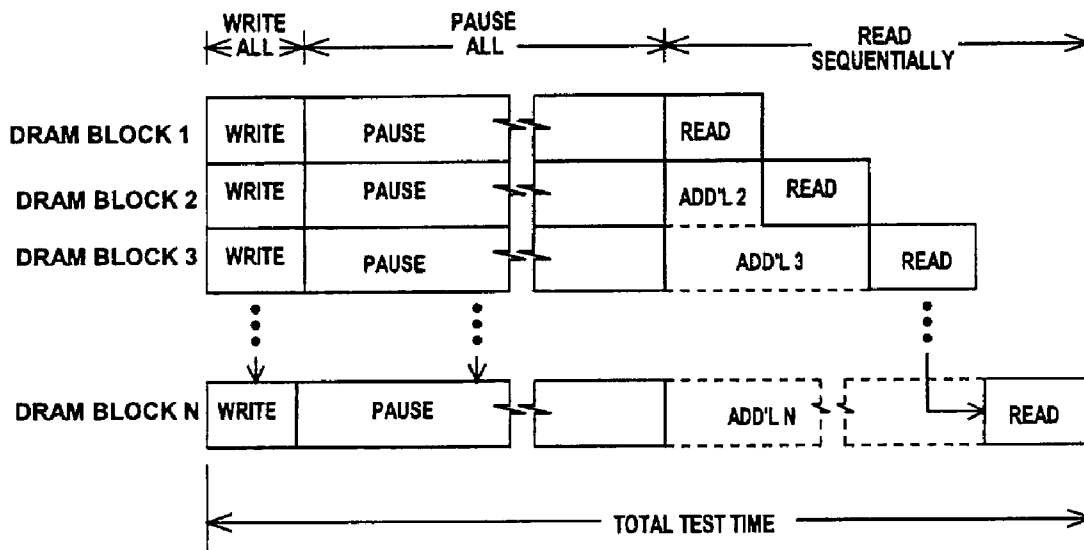 WRITE
ALL
PAUSE
ALL
READ
SEQUENTIALLY
DRAM BLOCK 1 WRITE PAUSE READ
DRAM BLOCK 2 WRITE PAUSE ADD'L 2 READ
DRAM BLOCK 3 WRITE PAUSE ADD'L 3 READ
DRAM BLOCK N WRITE PAUSE ADD'L N READ
TOTAL TEST TIME